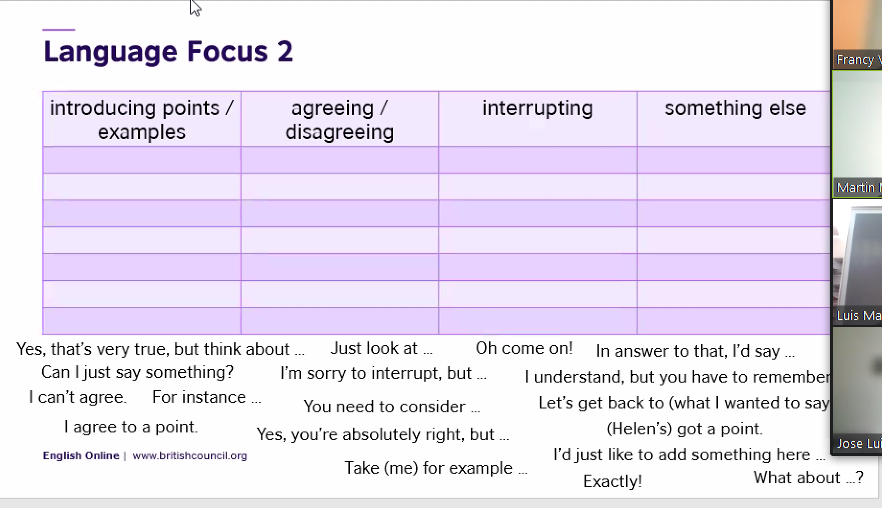 Language Focus 2
introducing points / examples
agreeing / disagreeing
interrupting
something else
Yes, that's very true, but think about ...
Just look at ...
Oh come on!
In answer to that, I'd say ...
Can I just say something?
I'm sorry to interrupt, but ...
I understand, but you have to remember
I can't agree.
For instance ...
You need to consider ...
Let's get back to (what I wanted to say
I agree to a point.
Yes, you're absolutely right, but ...
(Helen's) got a point.
English Online | www.britishcouncil.org
Take (me) for example ...
I'd just like to add something here ...
Exactly!
What about ...?
Francy
Martin
Luis Ma
Jose Lui